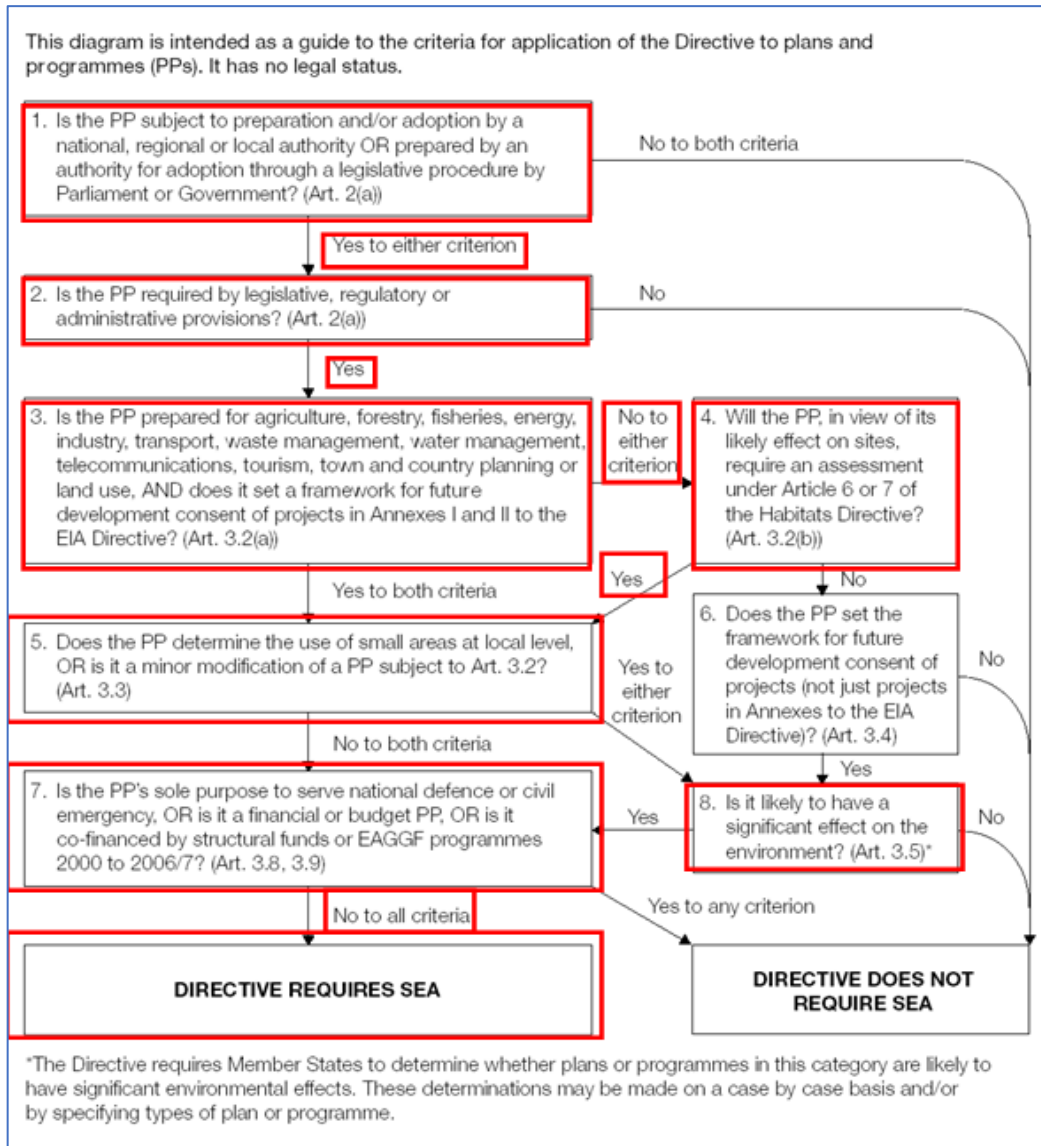 This diagram is intended as a guide to the criteria for application of the Directive to plans and
programmes (PPs). It has no legal status.
1. Is the PP subject to preparation and/or adoption by a
national, regional or local authority OR prepared by an
authority for adoption through a legislative procedure by
Parliament or Government? (Art. 2(a))
No to both criteria
Yes to either criterion
2. Is the PP required by legislative, regulatory or
administrative provisions? (Art. 2(a))
No
Yes
3. Is the PP prepared for agriculture, forestry, fisheries, energy,
industry, transport, waste management, water management,
telecommunications, tourism, town and country planning or
land use, AND does it set a framework for future
development consent of projects in Annexes I and II to the
EIA Directive? (Art. 3.2(a))
No to
either
criterion
4. Will the PP, in view of its
likely effect on sites,
require an assessment
under Article 6 or 7 of
the Habitats Directive?
(Art. 3.2(b))
Yes to both criteria
Yes
No
5. Does the PP determine the use of small areas at local level,
OR is it a minor modification of a PP subject to Art. 3.2?
(Art. 3.3)
Yes to
either
criterion
6. Does the PP set the
framework for future
development consent of
projects (not just projects
in Annexes to the EIA
Directive)? (Art. 3.4)
No
No to both criteria
Yes
7. Is the PP's sole purpose to serve national defence or civil
emergency, OR is it a financial or budget PP, OR is it
co-financed by structural funds or EAGGF programmes
2000 to 2006/7? (Art. 3.8, 3.9)
Yes
8. Is it likely to have a
significant effect on the
environment? (Art. 3.5)*
No
No to all criteria
Yes to any criterion
DIRECTIVE REQUIRES SEA
DIRECTIVE DOES NOT
REQUIRE SEA
*The Directive requires Member States to determine whether plans or programmes in this category are likely to
have significant environmental effects. These determinations may be made on a case by case basis and/or
by specifying types of plan or programme.